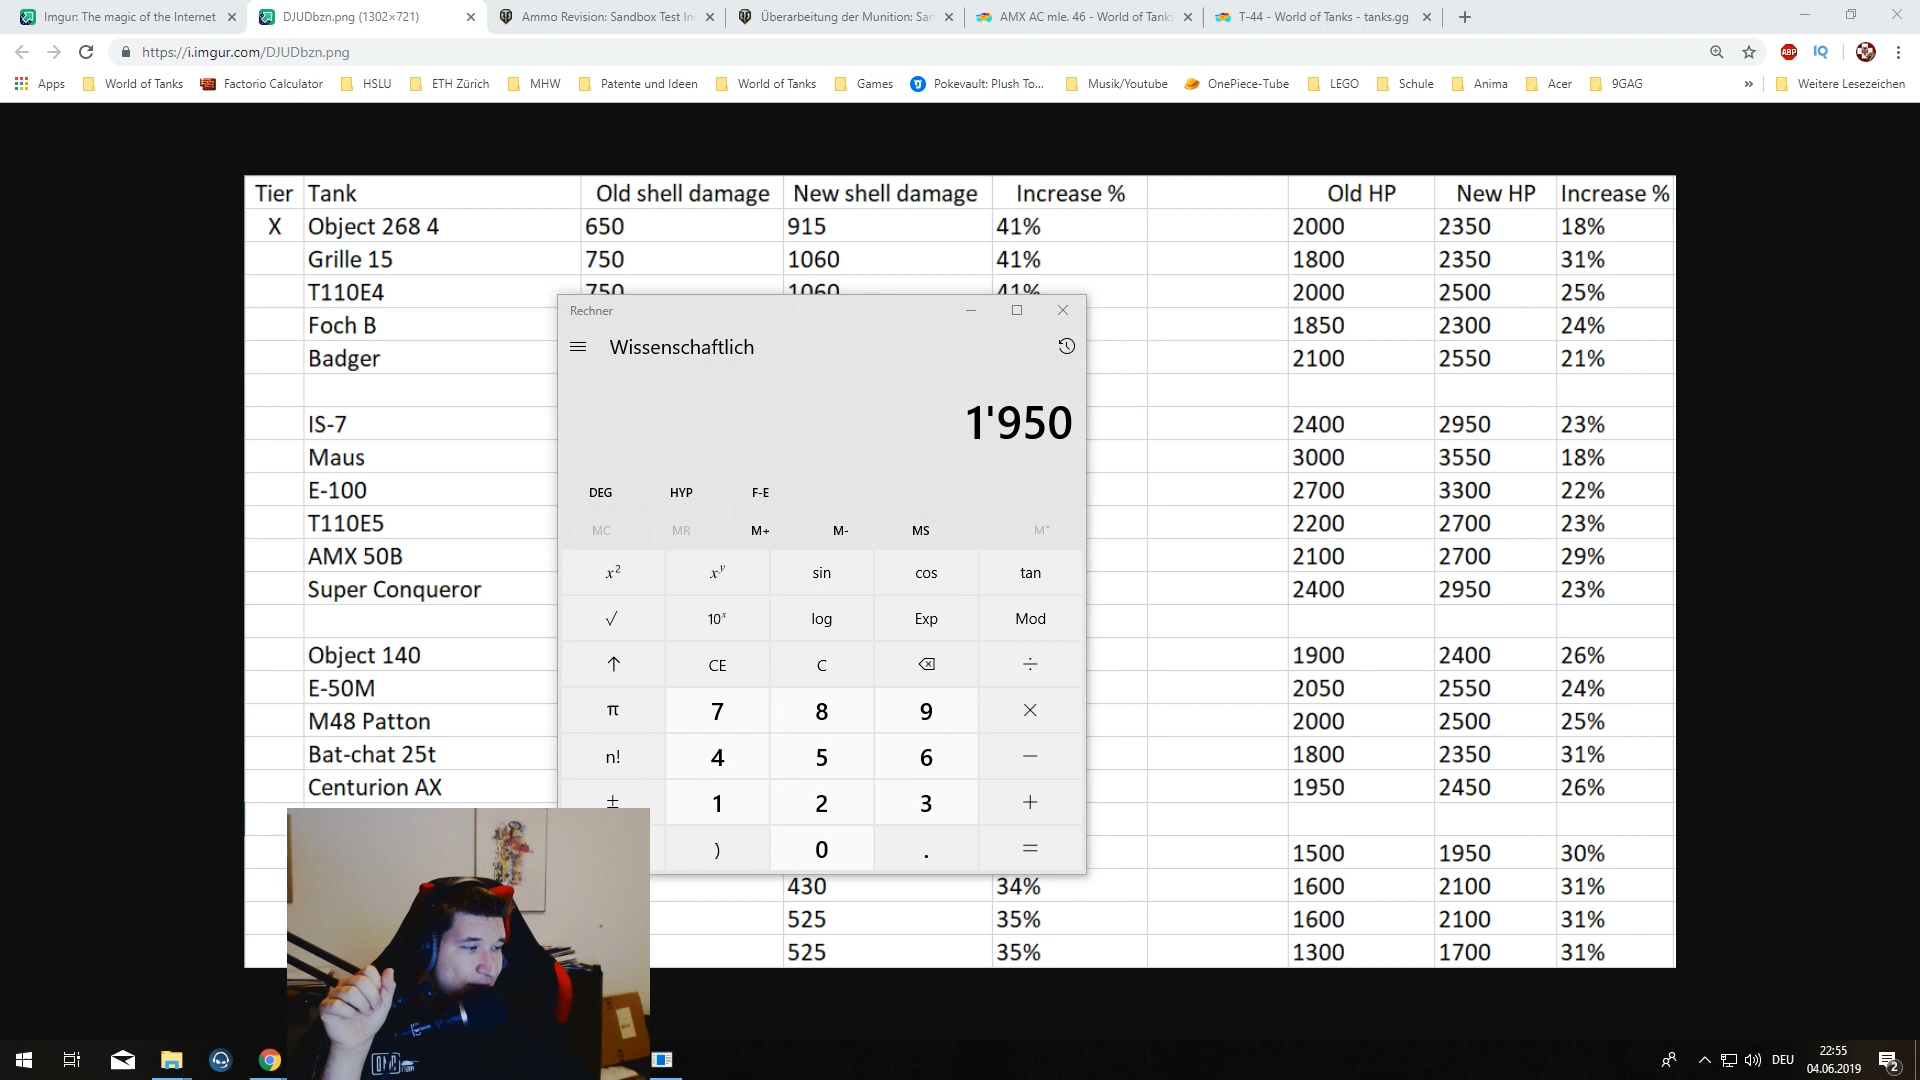 Imgur: The magic of the Internet
DJUDbzn.png (1302×721)
Ammo Revision: Sandbox Test In
Überarbeitung der Munition: San
AMX AC mle. 46 - World of Tanks
T-44 - World of Tanks - tanks.gg
https://i.imgur.com/DJUDbzn.png
ABP
IQ
Apps
World of Tanks
Factorio Calculator
HSLU
ETH Zürich
MHW
Patente und Ideen
World of Tanks
Games
Pokevault: Plush To...
Musik/Youtube
OnePiece-Tube
LEGO
Schule
Anima
Acer
9GAG
»
Weitere Lesezeichen
Tier Tank Old shell damage New shell damage Increase % Old HP New HP Increase %
X Object 268 4 650 915 41% 2000 2350 18%
Grille 15 750 1060 41% 1800 2350 31%
T110E4 750 1060 41% 2000 2500 25%
Foch B 1850 2300 24%
Badger 2100 2550 21%
IS-7 2400 2950 23%
Maus 3000 3550 18%
E-100 2700 3300 22%
T110E5 2200 2700 23%
AMX 50B 2100 2700 29%
Super Conqueror 2400 2950 23%
Object 140 1900 2400 26%
E-50M 2050 2550 24%
M48 Patton 2000 2500 25%
Bat-chat 25t 1800 2350 31%
Centurion AX 1950 2450 26%
1500 1950 30%
430 34% 1600 2100 31%
525 35% 1600 2100 31%
525 35% 1300 1700 31%
Rechner
Wissenschaftlich
1'950
DEG HYP F-E
MC MR M+ M- MS M˅
x² xʸ sin cos tan
√ 10ˣ log Exp Mod
↑ CE C ⌫ ÷
π 7 8 9 ×
n! 4 5 6 −
± 1 2 3 +
) 0 . =
DEU
22:55
04.06.2019
2